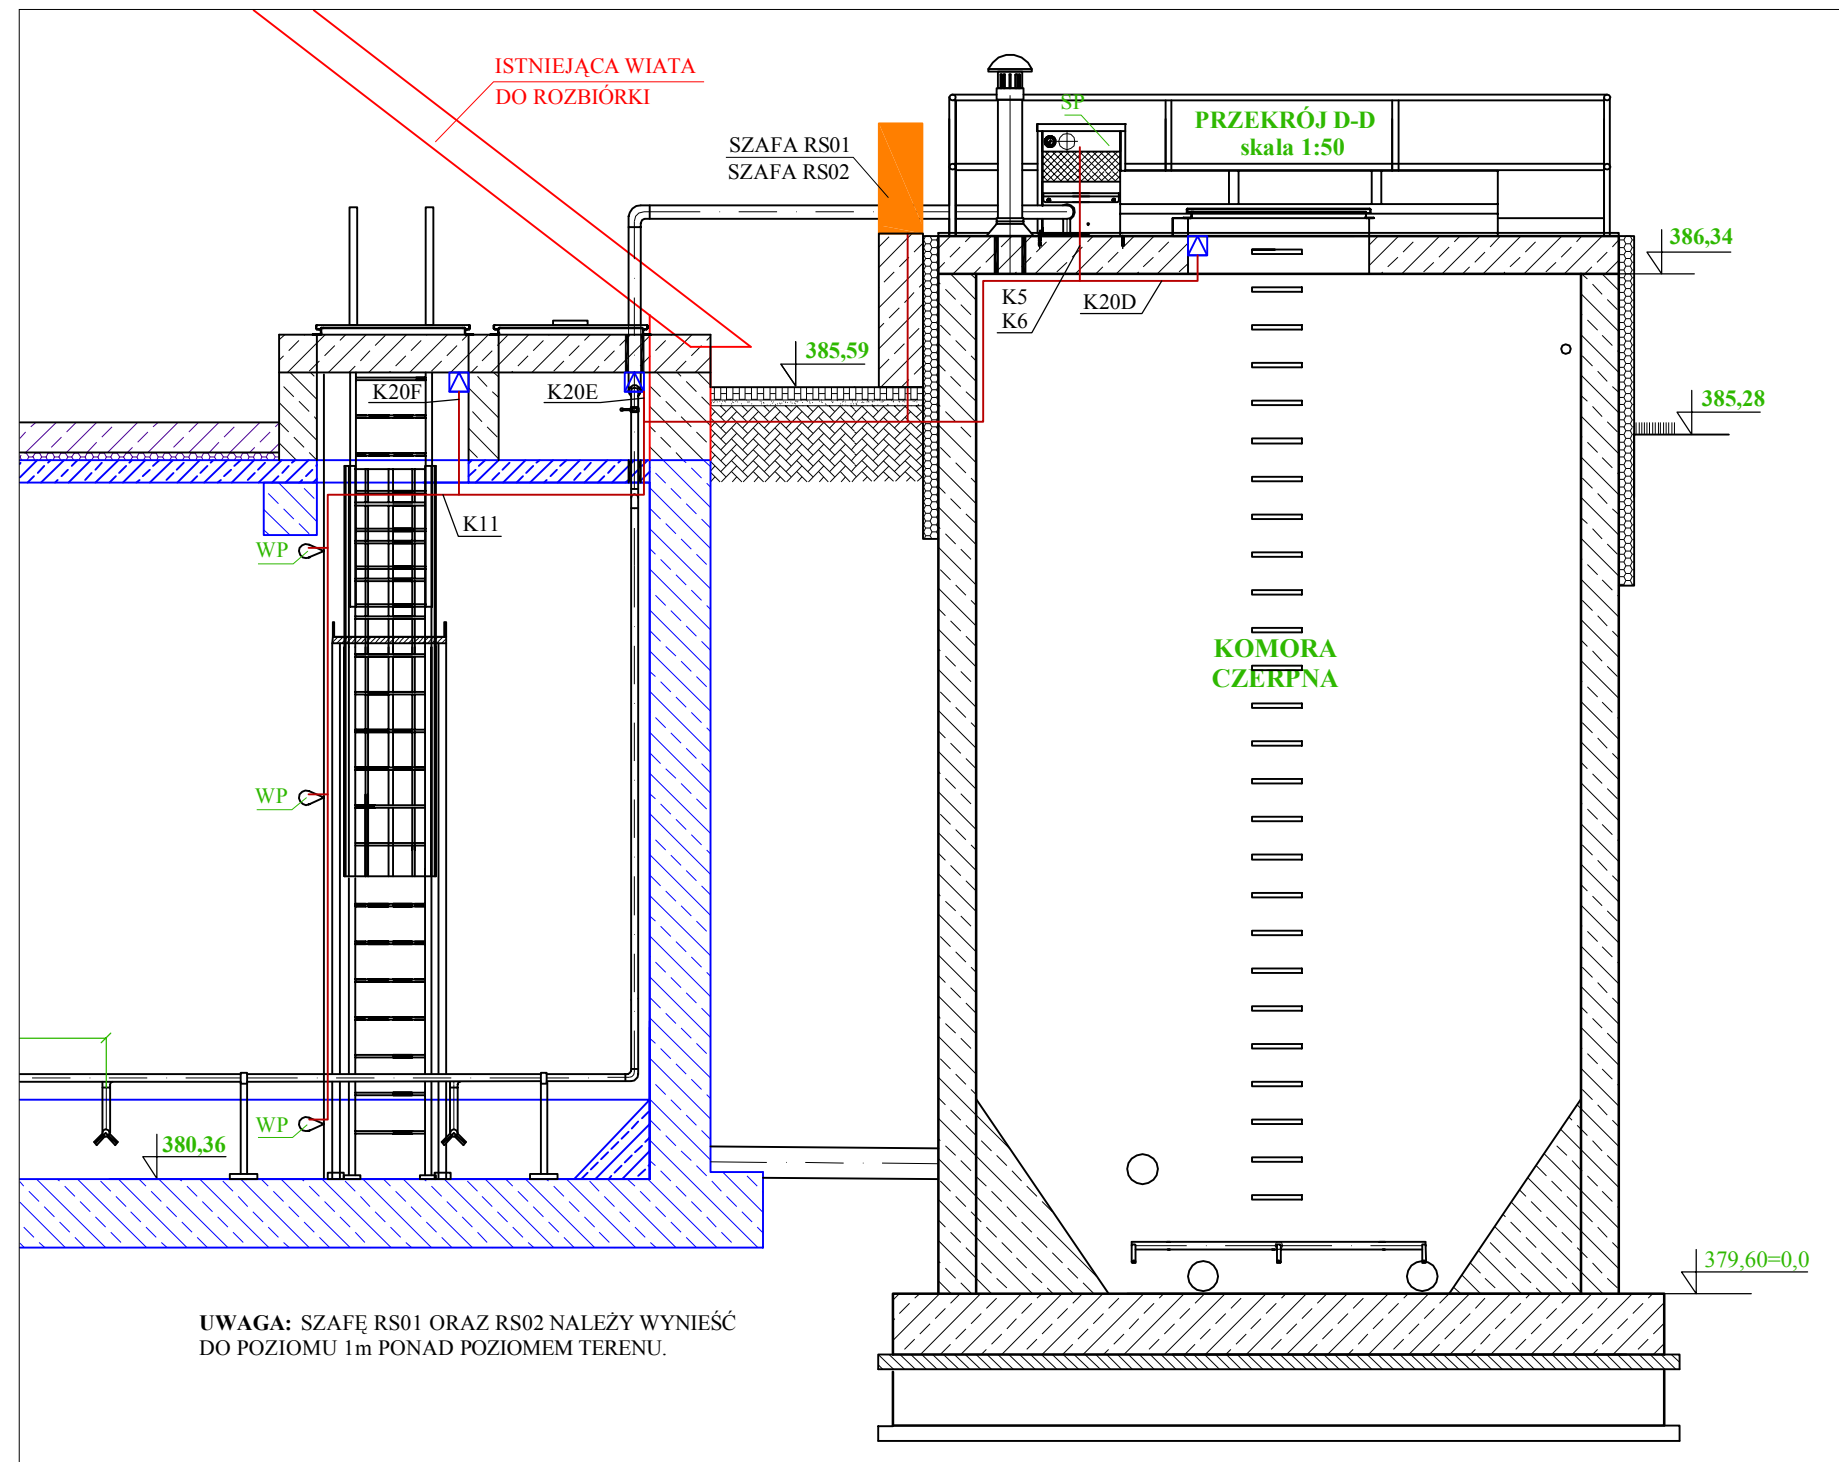 ISTNIEJĄCA WIATA
DO ROZBIÓRKI
SZAFA RS01
SZAFA RS02
SP
PRZEKRÓJ D-D
skala 1:50
386,34
K5
K6
K20D
385,59
385,28
K20F
K20E
K11
WP
KOMORA
CZERPNA
WP
WP
380,36
379,60=0,0
UWAGA: SZAFĘ RS01 ORAZ RS02 NALEŻY WYNIEŚĆ
DO POZIOMU 1m PONAD POZIOMEM TERENU.